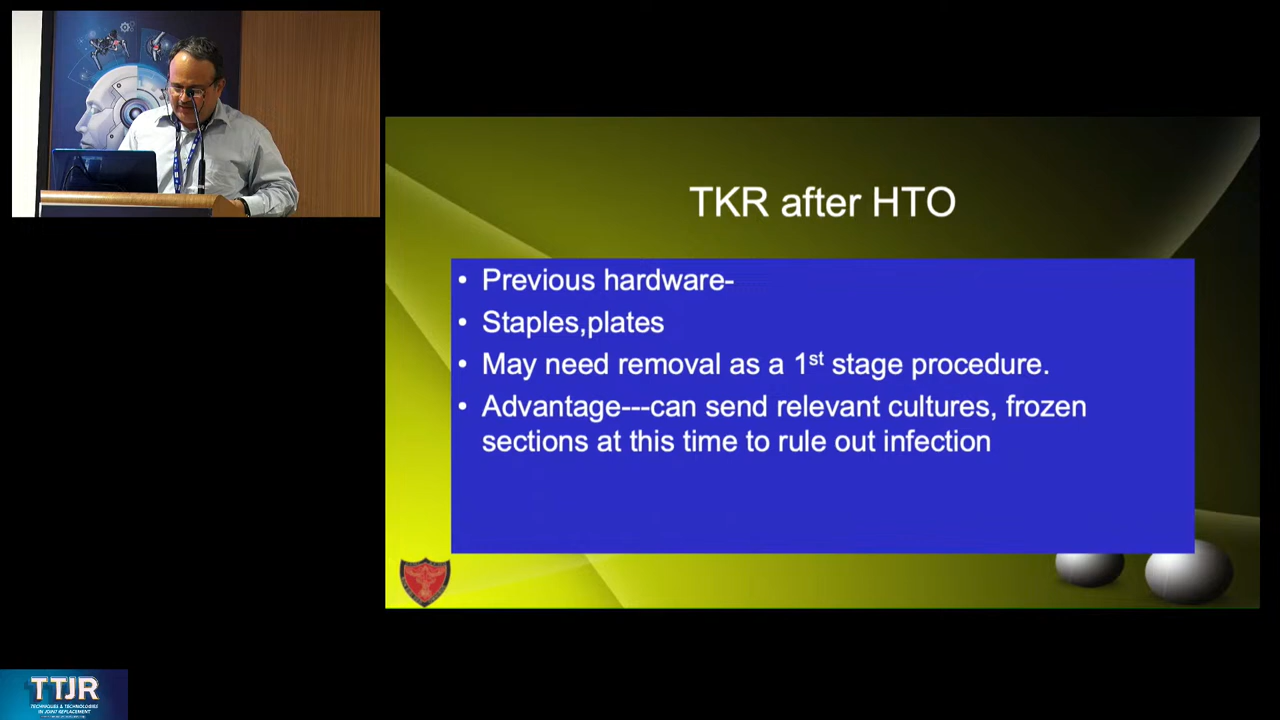 TKR after HTO
• Previous hardware-
• Staples,plates
• May need removal as a 1st stage procedure.
• Advantage---can send relevant cultures, frozen
sections at this time to rule out infection
TTJR
TECHNIQUES & TECHNOLOGIES
IN JOINT REPLACEMENT